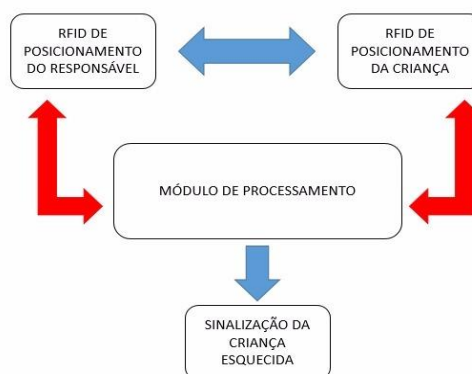 RFID DE
POSICIONAMENTO
DO RESPONSÁVEL
RFID DE
POSICIONAMENTO
DA CRIANÇA
MÓDULO DE PROCESSAMENTO
SINALIZAÇÃO DA
CRIANÇA
ESQUECIDA